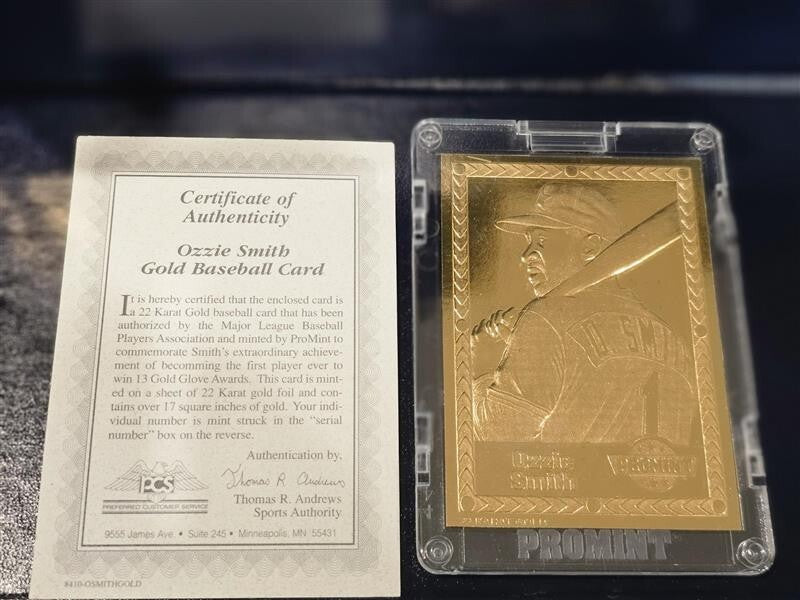 Certificate of
Authenticity
Ozzie Smith
Gold Baseball Card
It is hereby certified that the enclosed card is
a 22 Karat Gold baseball card that has been
authorized by the Major League Baseball
Players Association and minted by ProMint to
commemorate Smith's extraordinary achieve-
ment of becomming the first player ever to
win 13 Gold Glove Awards. This card is mint-
ed on a sheet of 22 Karat gold foil and con-
tains over 17 square inches of gold. Your indi-
vidual number is mint struck in the "serial
number" box on the reverse.
Authentication by,
Thomas R. Andrews
Thomas R. Andrews
Sports Authority
PCS
PREFERRED CUSTOMER SERVICE
9555 James Ave. • Suite 245 • Minneapolis, MN 55431
8410-OSMITHGOLD
O. SMITH
1
Ozzie
Smith
PROMINT
22 KARAT GOLD
PROMINT